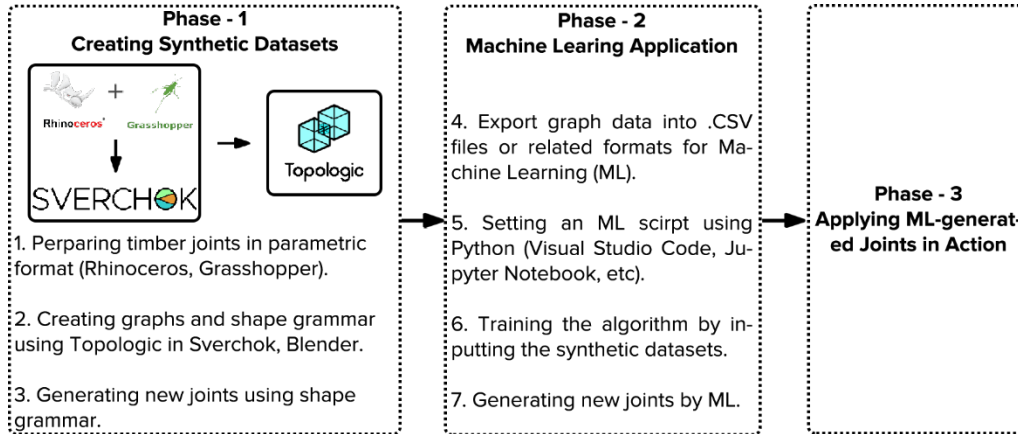 Phase - 1
Creating Synthetic Datasets
Rhinoceros
+
Grasshopper
SVERCHOK
Topologic
1. Perparing timber joints in parametric
format (Rhinoceros, Grasshopper).
2. Creating graphs and shape grammar
using Topologic in Sverchok, Blender.
3. Generating new joints using shape
grammar.
Phase - 2
Machine Learing Application
4. Export graph data into .CSV
files or related formats for Ma-
chine Learning (ML).
5. Setting an ML scirpt using
Python (Visual Studio Code, Ju-
pyter Notebook, etc).
6. Training the algorithm by in-
putting the synthetic datasets.
7. Generating new joints by ML.
Phase - 3
Applying ML-generat-
ed Joints in Action